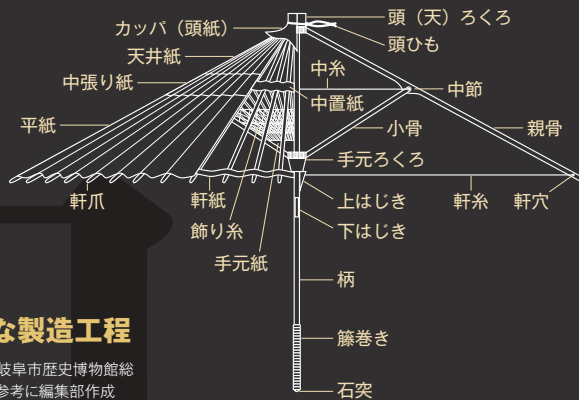 頭（天）ろくろ
カッパ（頭紙）
頭ひも
天井紙
中糸
中張り紙
中置紙
中節
平紙
小骨
親骨
手元ろくろ
軒爪
軒紙
上はじき
軒糸
軒穴
飾り糸
下はじき
手元紙
柄
な製造工程
籐巻き
岐阜市歴史博物館総
参考に編集部作成
石突